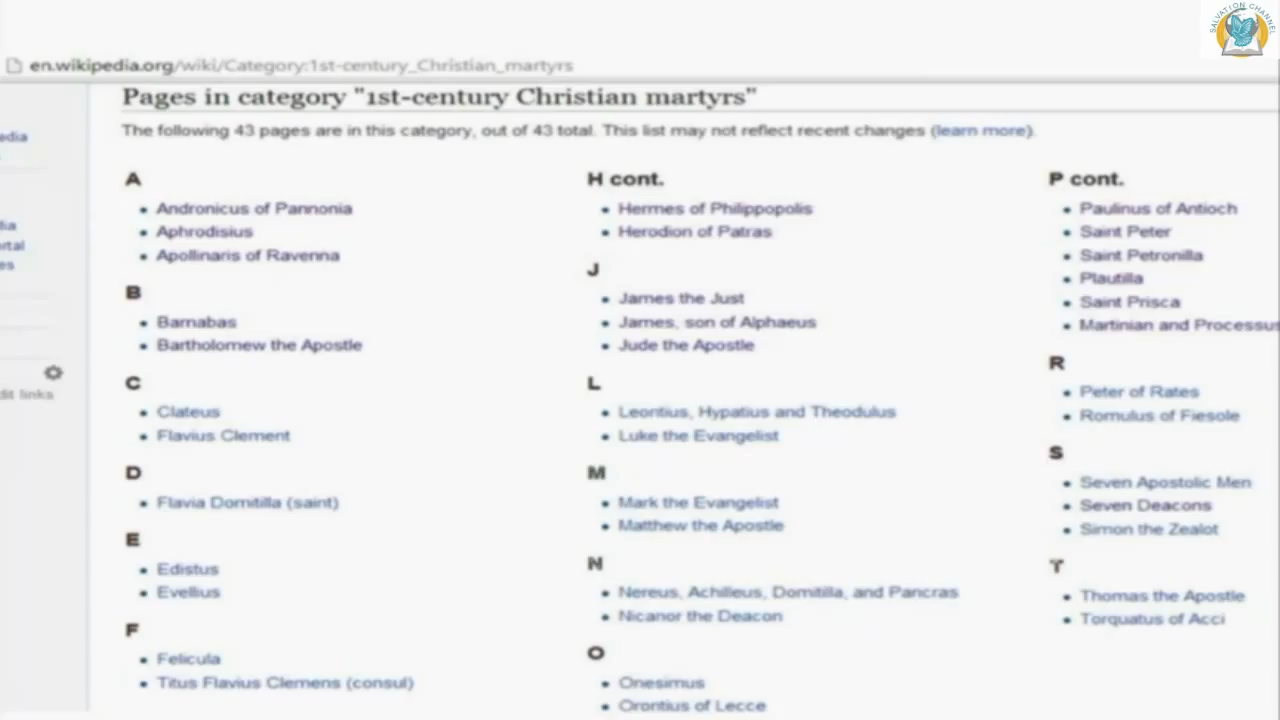 SALVATION CHANNEL
en.wikipedia.org/wiki/Category:1st-century_Christian_martyrs
Pages in category "1st-century Christian martyrs"
The following 43 pages are in this category, out of 43 total. This list may not reflect recent changes (learn more).
A
Andronicus of Pannonia
Aphrodisius
Apollinaris of Ravenna
B
Barnabas
Bartholomew the Apostle
C
Clateus
Flavius Clement
D
Flavia Domitilla (saint)
E
Edistus
Evellius
F
Felicula
Titus Flavius Clemens (consul)
H cont.
Hermes of Philippopolis
Herodion of Patras
J
James the Just
James, son of Alphaeus
Jude the Apostle
L
Leontius, Hypatius and Theodulus
Luke the Evangelist
M
Mark the Evangelist
Matthew the Apostle
N
Nereus, Achilleus, Domitilla, and Pancras
Nicanor the Deacon
O
Onesimus
Orontius of Lecce
P cont.
Paulinus of Antioch
Saint Peter
Saint Petronilla
Plautilla
Saint Prisca
Martinian and Processus
R
Peter of Rates
Romulus of Fiesole
S
Seven Apostolic Men
Seven Deacons
Simon the Zealot
T
Thomas the Apostle
Torquatus of Acci
links